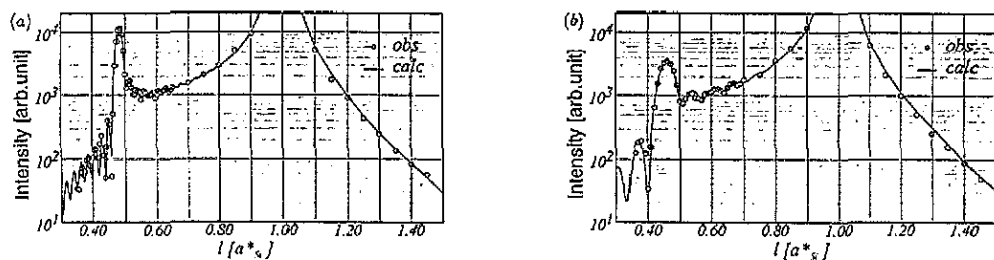 (a)
10⁴
10³
10²
10¹
Intensity [arb.unit]
obs
calc
0.40 0.60 0.80 1.00 1.20 1.40
l [a*Si]
(b)
10⁴
10³
10²
10¹
Intensity [arb.unit]
obs
calc
0.40 0.60 0.80 1.00 1.20 1.40
l [a*Si]